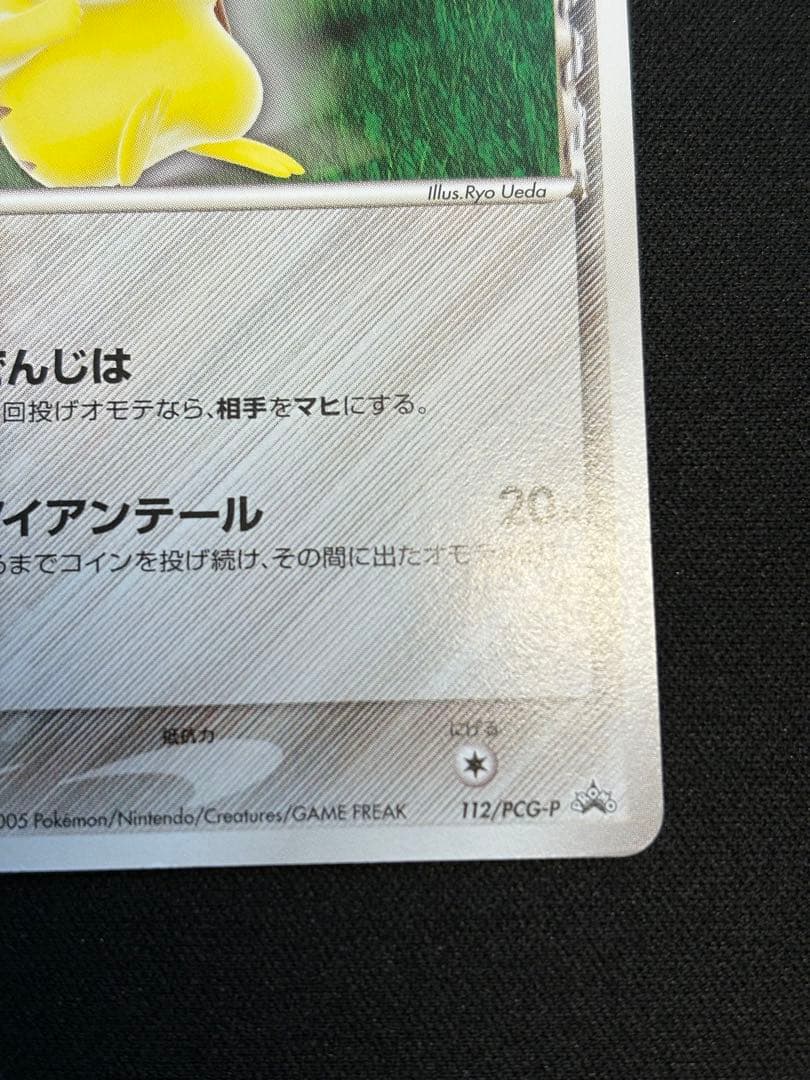 Illus.Ryo Ueda
でんじは
回投げオモテなら、相手をマヒにする。
イアンテール
20×
るまでコインを投げ続け、その間に出たオモテ
抵抗力
にげる
005 Pokémon/Nintendo/Creatures/GAME FREAK
112/PCG-P